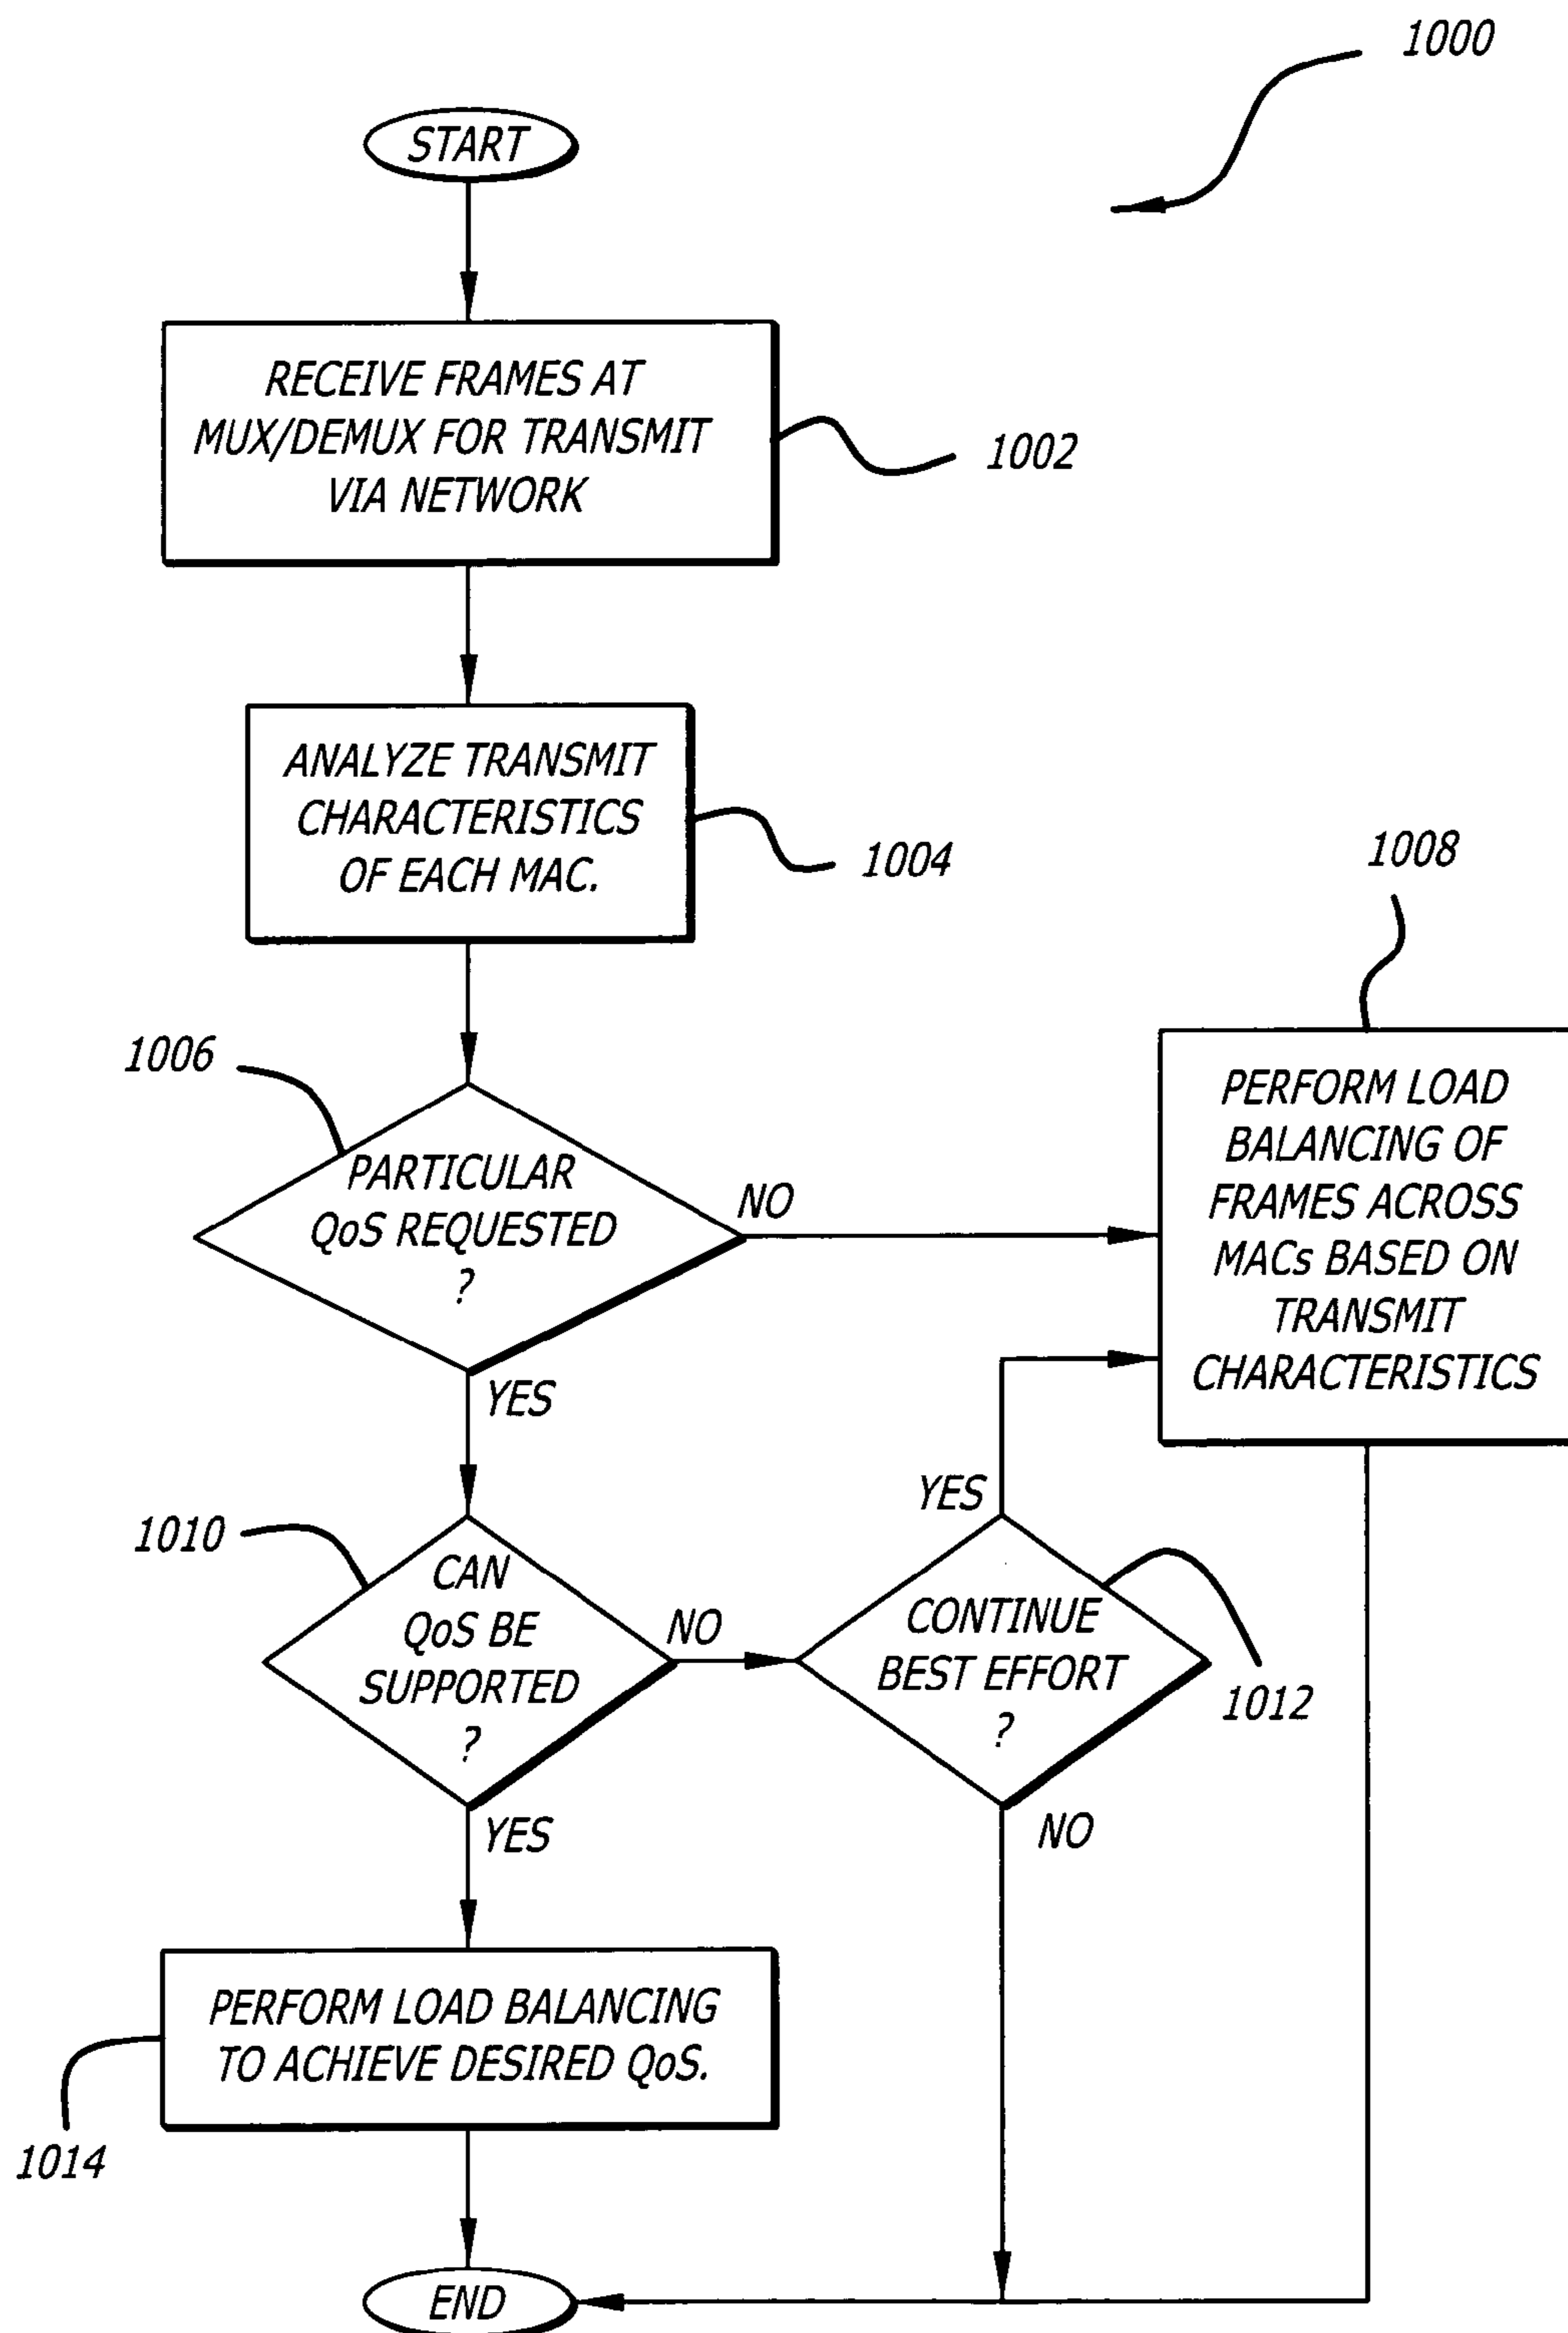 1000
START
RECEIVE FRAMES AT
MUX/DEMUX FOR TRANSMIT
VIA NETWORK
1002
ANALYZE TRANSMIT
CHARACTERISTICS
OF EACH MAC.
1004
1006
PARTICULAR
QoS REQUESTED
?
NO
YES
1008
PERFORM LOAD
BALANCING OF
FRAMES ACROSS
MACs BASED ON
TRANSMIT
CHARACTERISTICS
1010
CAN
QoS BE
SUPPORTED
?
NO
YES
YES
CONTINUE
BEST EFFORT
?
1012
NO
PERFORM LOAD BALANCING
TO ACHIEVE DESIRED QoS.
1014
END